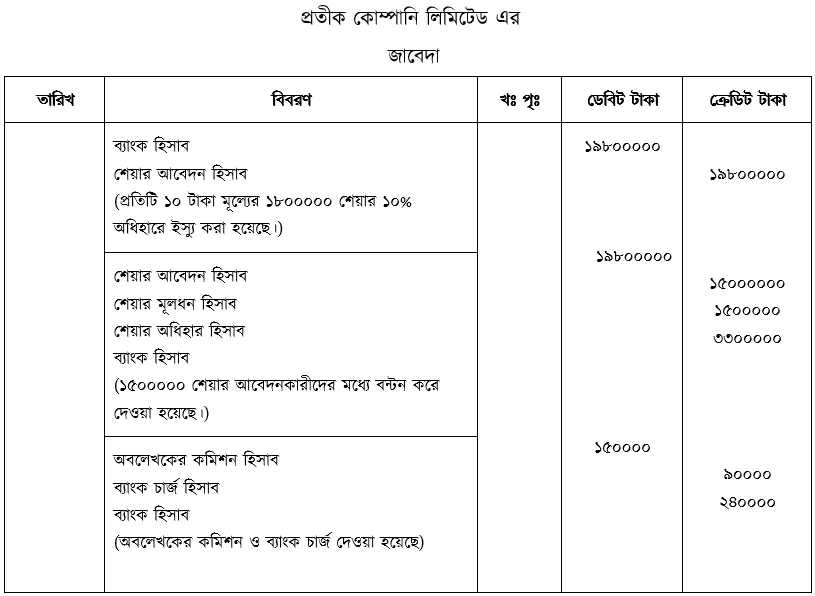 প্রতীক কোম্পানি লিমিটেড এর
জাবেদা
তারিখ বিবরণ খঃ পৃঃ ডেবিট টাকা ক্রেডিট টাকা
ব্যাংক হিসাব ১৯৮০০০০০
শেয়ার আবেদন হিসাব ১৯৮০০০০০
(প্রতিটি ১০ টাকা মূল্যের ১৮০০০০০ শেয়ার ১০%
অধিহারে ইস্যু করা হয়েছে।)
১৯৮০০০০০
শেয়ার আবেদন হিসাব ১৫০০০০০০
শেয়ার মূলধন হিসাব ১৫০০০০০
শেয়ার অধিহার হিসাব ৩৩০০০০০
ব্যাংক হিসাব
(১৫০০০০০ শেয়ার আবেদনকারীদের মধ্যে বন্টন করে
দেওয়া হয়েছে।)
১৫০০০০
অবলেখকের কমিশন হিসাব ৯০০০০
ব্যাংক চার্জ হিসাব ২৪০০০০
ব্যাংক হিসাব
(অবলেখকের কমিশন ও ব্যাংক চার্জ দেওয়া হয়েছে)